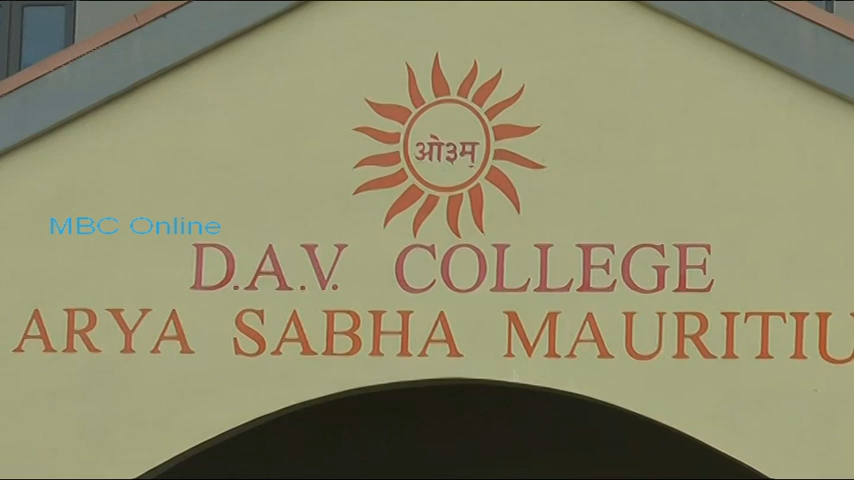 ओ३म्
MBC Online
D.A.V. COLLEGE
ARYA SABHA MAURITIU